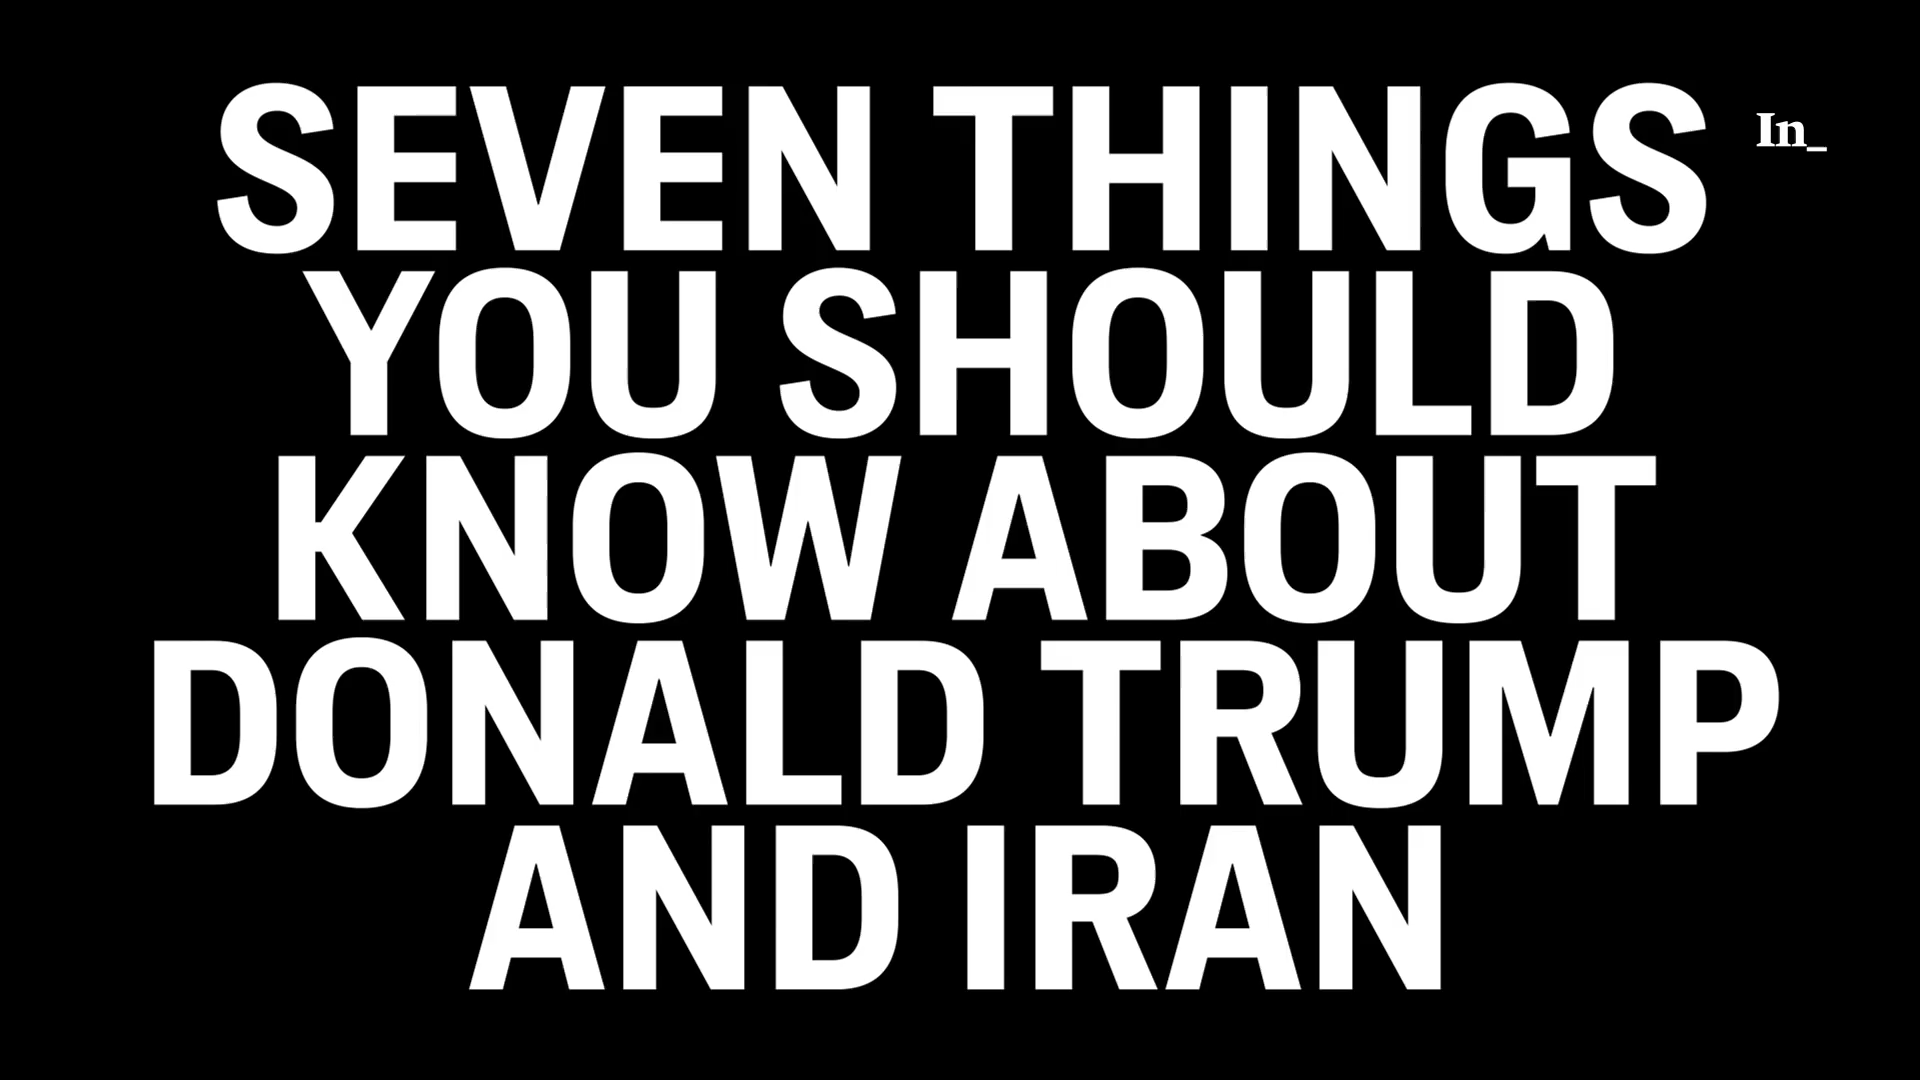 SEVEN THINGS
In_
YOU SHOULD
KNOW ABOUT
DONALD TRUMP
AND IRAN